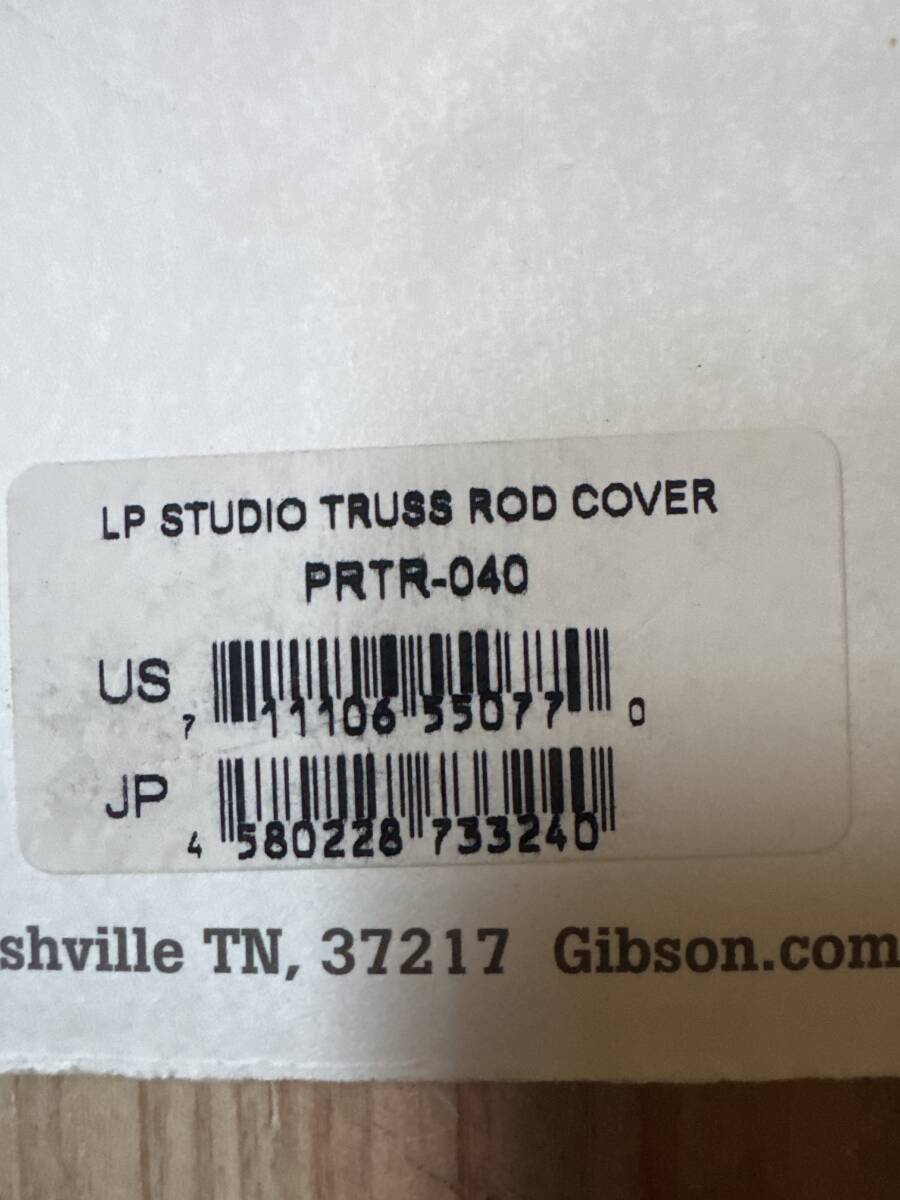 LP STUDIO TRUSS ROD COVER
PRTR-040
US 7 11106 55077 0
JP 4 580228 733240
shville TN, 37217 Gibson.com